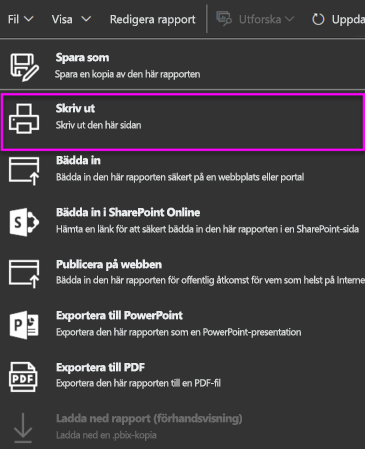 Fil Visa Redigera rapport Utforska Uppda
Spara som
Spara en kopia av den här rapporten
Skriv ut
Skriv ut den här sidan
Bädda in
Bädda in den här rapporten säkert på en webbplats eller portal
Bädda in i SharePoint Online
Hämta en länk för att säkert bädda in den här rapporten i en SharePoint-sida
Publicera på webben
Bädda in den här rapporten för offentlig åtkomst för vem som helst på Interne
Exportera till PowerPoint
Exportera den här rapporten som en PowerPoint-presentation
Exportera till PDF
Exportera den här rapporten till en PDF-fil
Ladda ned rapport (förhandsvisning)
Ladda ned en .pbix-kopia